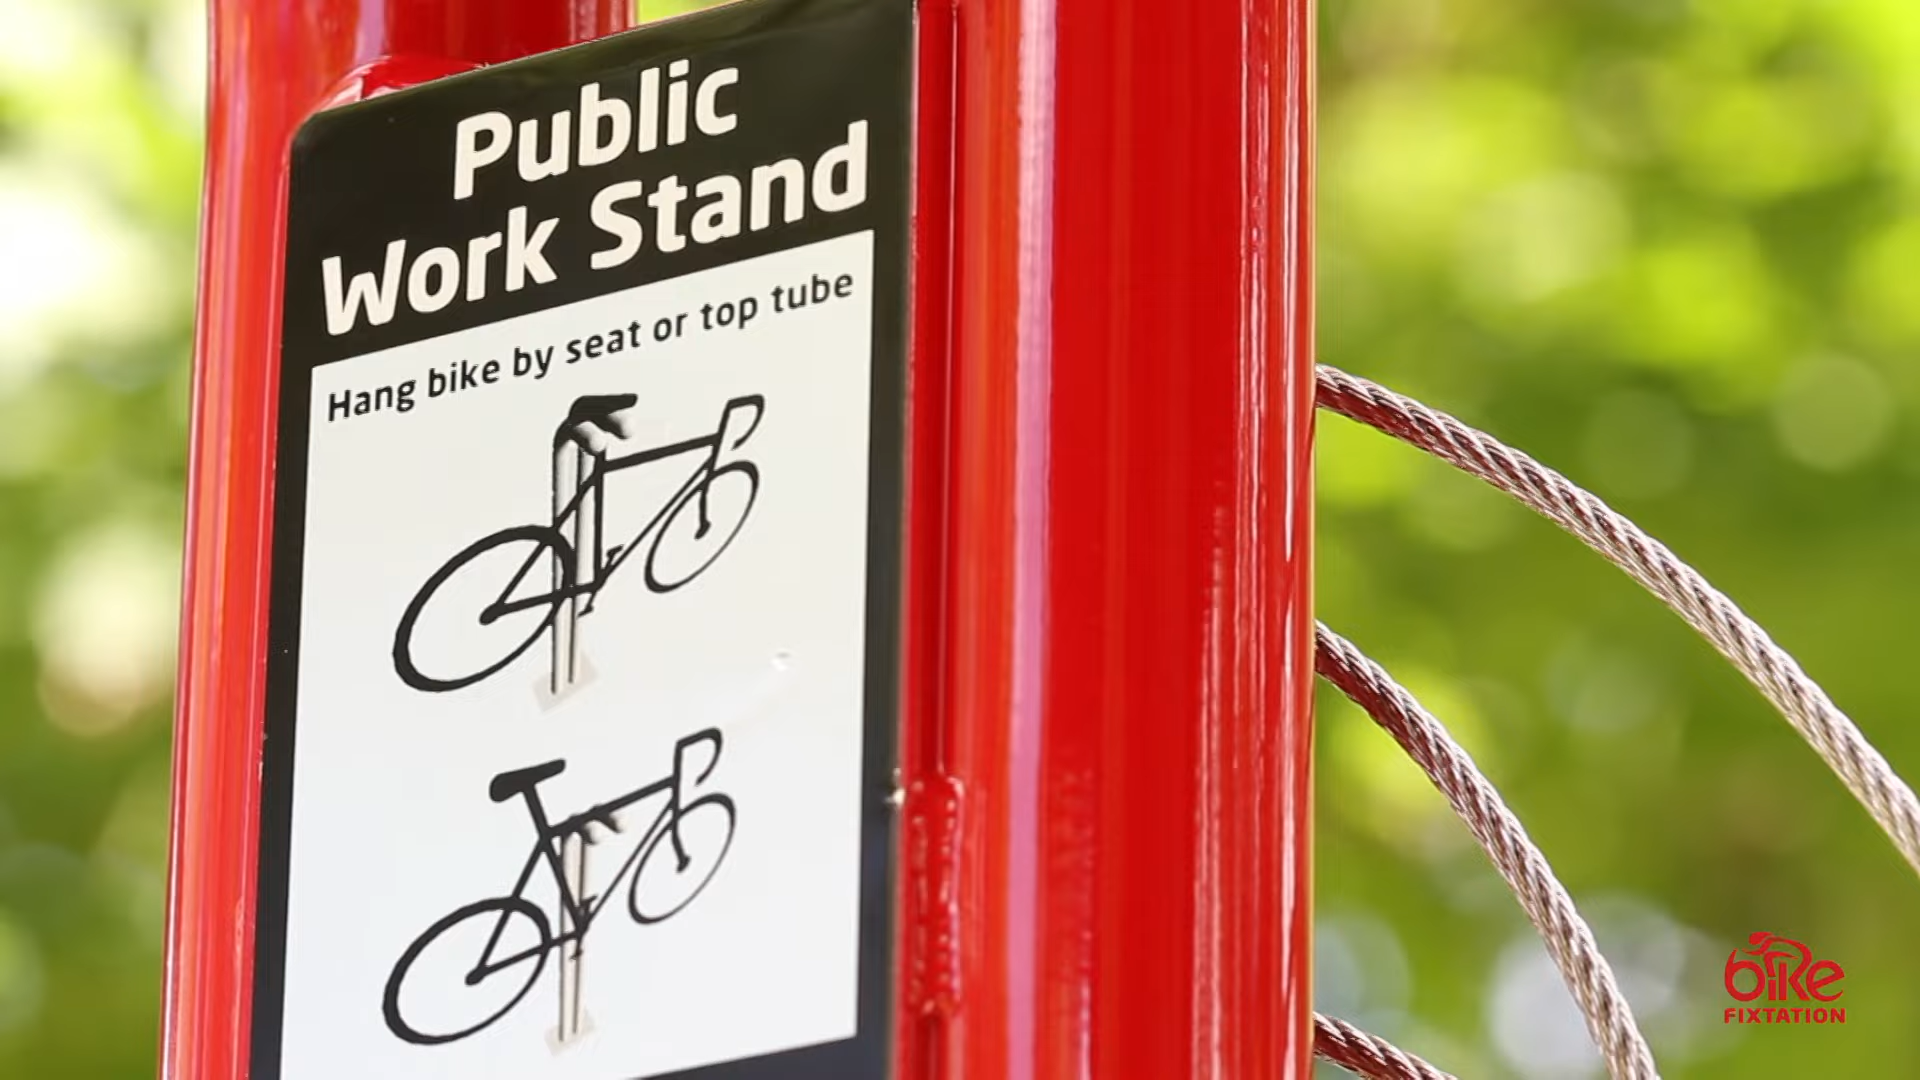 Public
Work Stand
Hang bike by seat or top tube
bike
FIXTATION